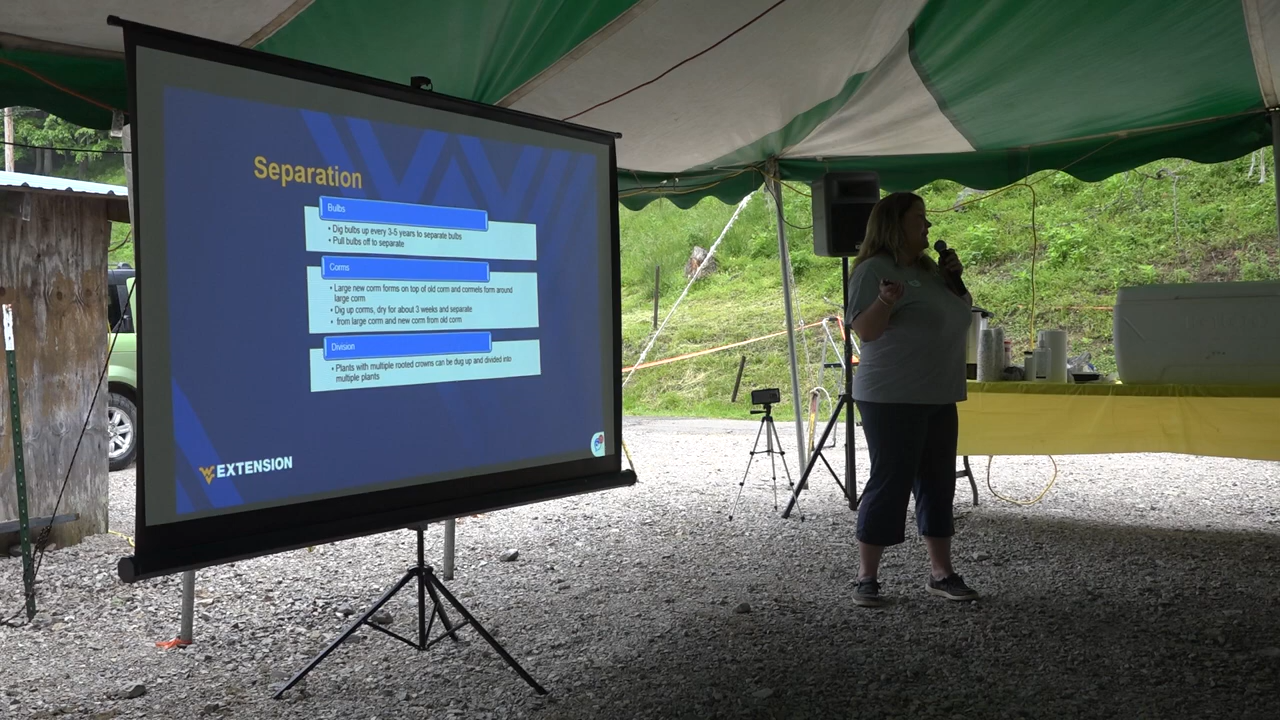 Separation
Bulbs
• Dig bulbs up every 3-5 years to separate bulbs
• Pull bulbs off to separate
Corms
• Large new corm forms on top of old corm and cormels form around
large corm
• Dig up corms, dry for about 3 weeks and separate
• from large corm and new corm from old corm
Division
• Plants with multiple rooted crowns can be dug up and divided into
multiple plants
WV EXTENSION